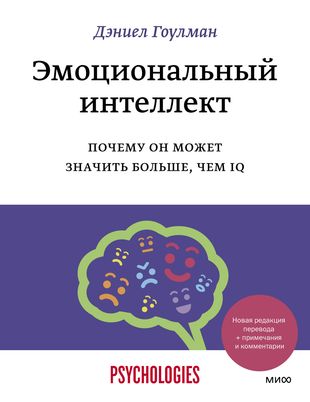 Дэниел Гоулман
Эмоциональный
интеллект
ПОЧЕМУ ОН МОЖЕТ
ЗНАЧИТЬ БОЛЬШЕ, ЧЕМ IQ
Новая редакция
перевода
+ примечания
и комментарии
PSYCHOLOGIES
МИФ